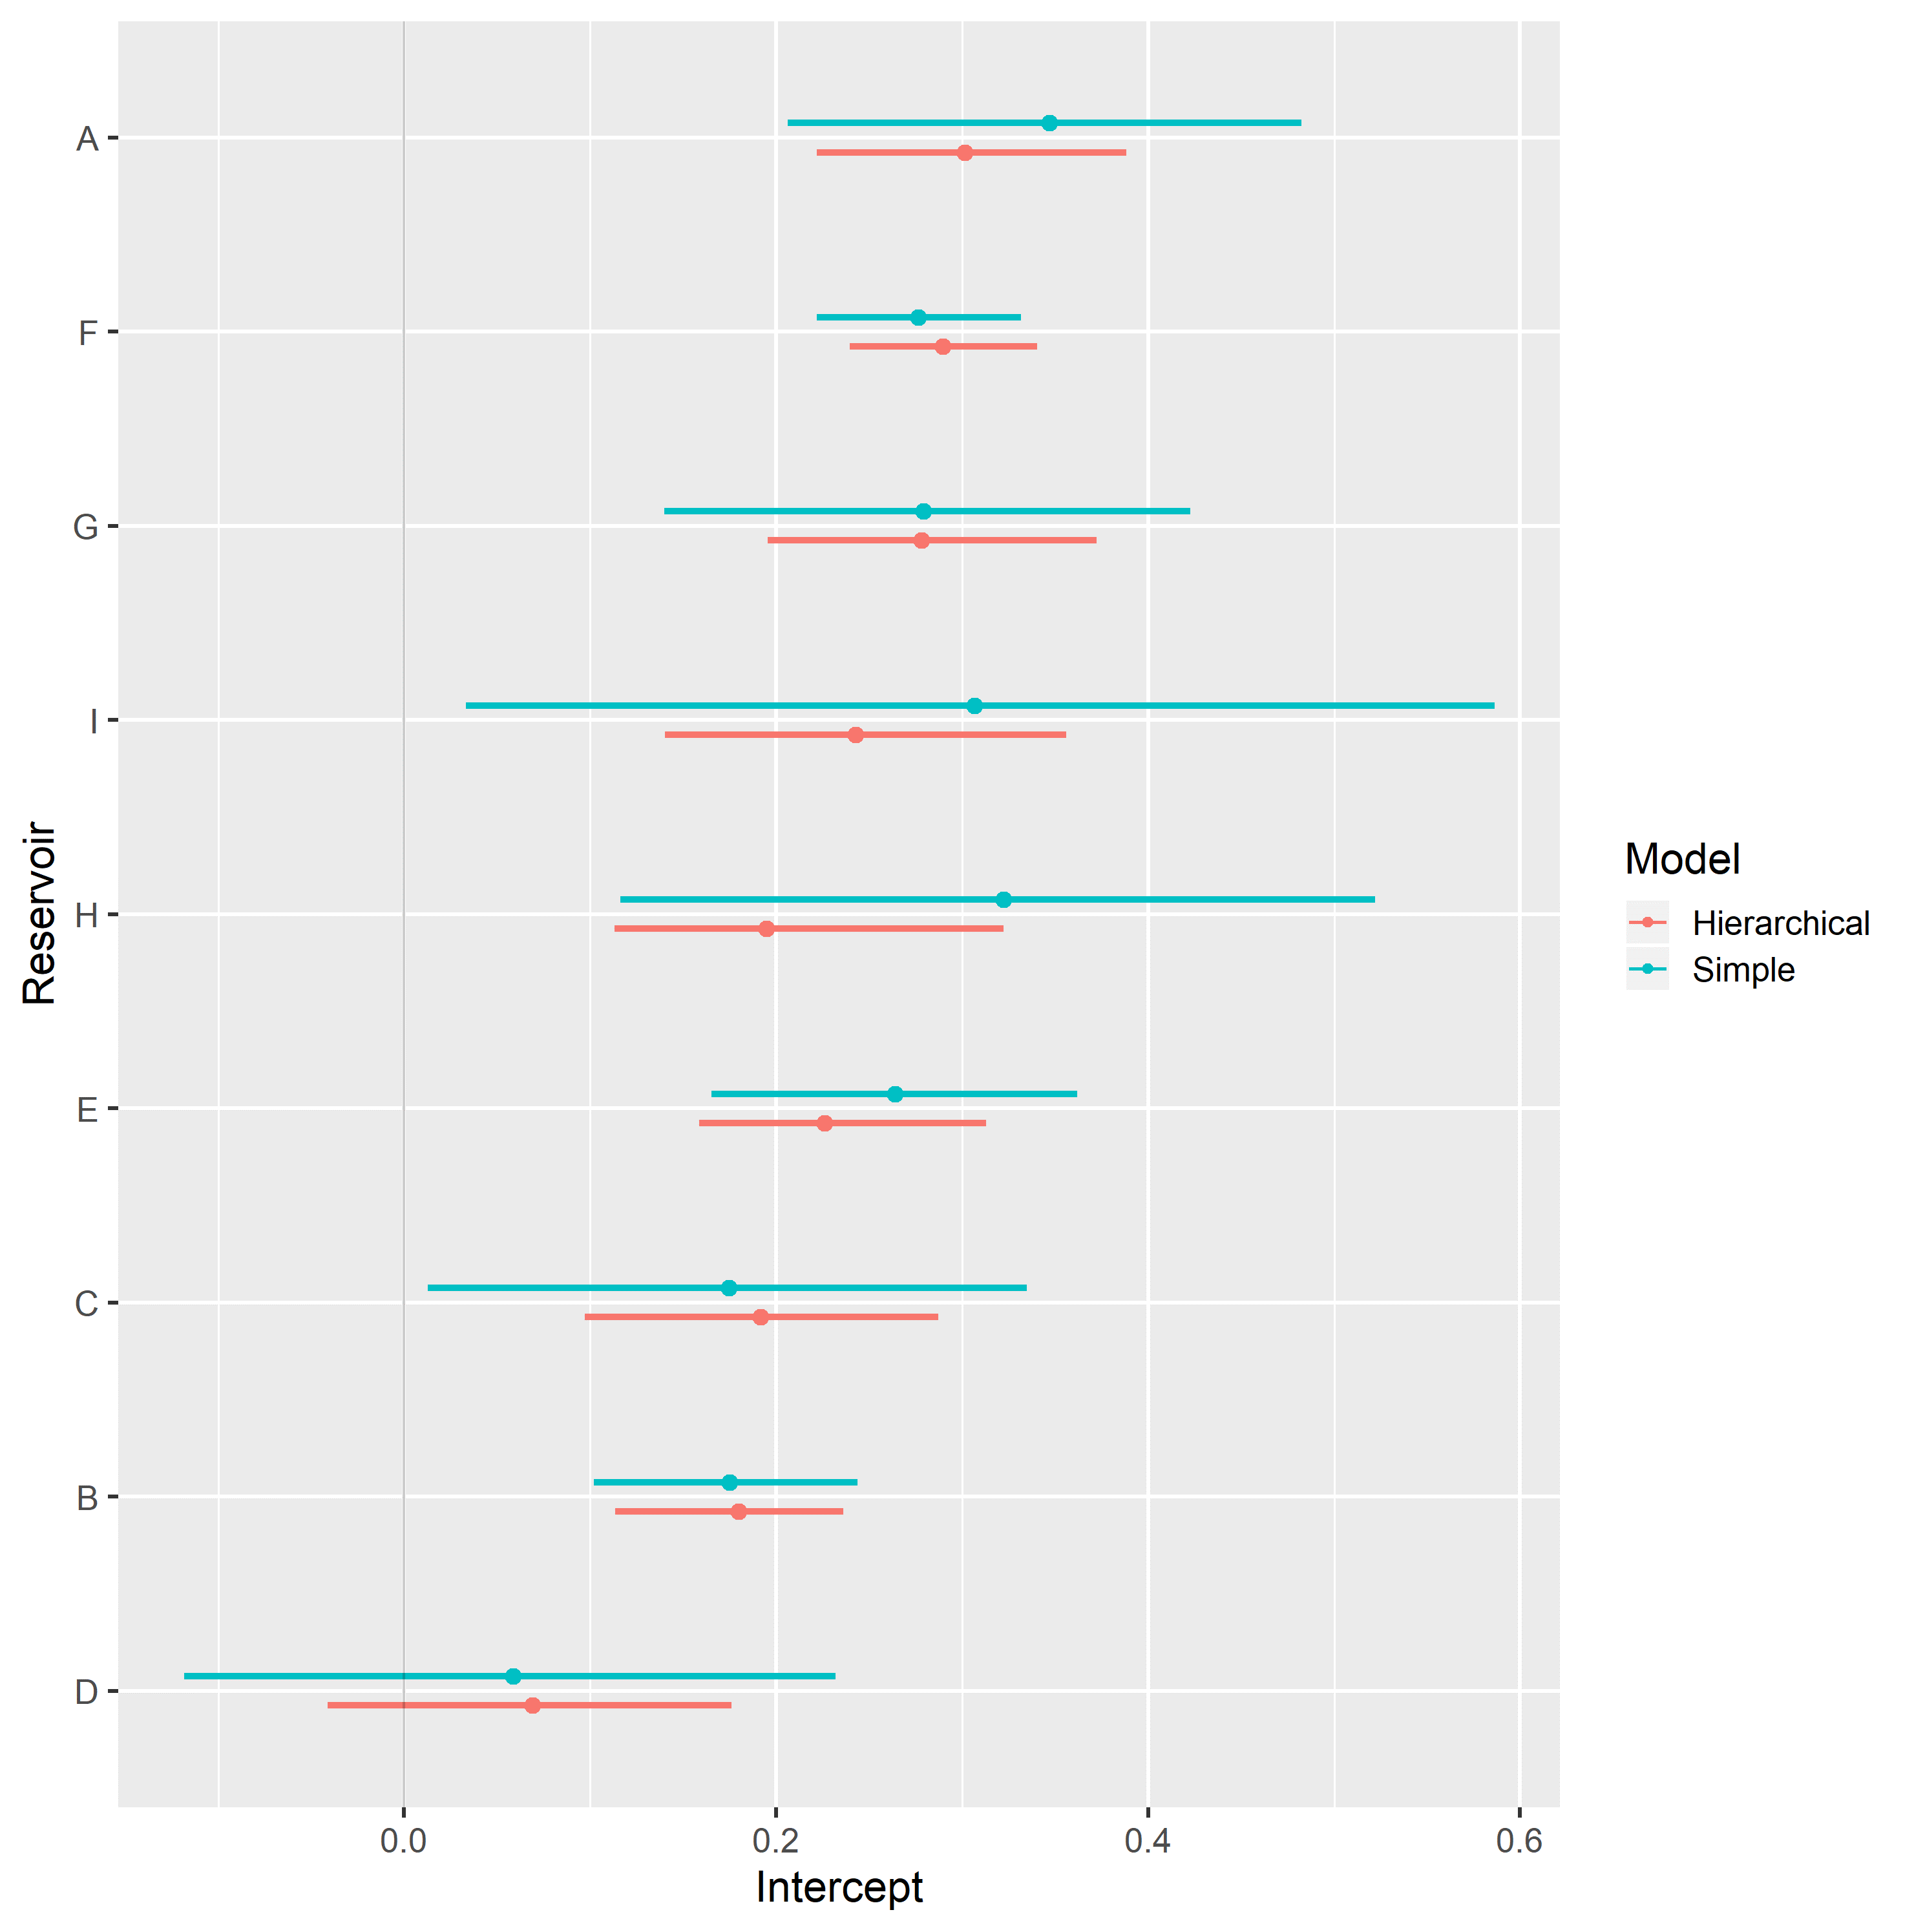 A
F
G
I
H
E
C
B
D
Reservoir
0.0 0.2 0.4 0.6
Intercept
Model
Hierarchical
Simple